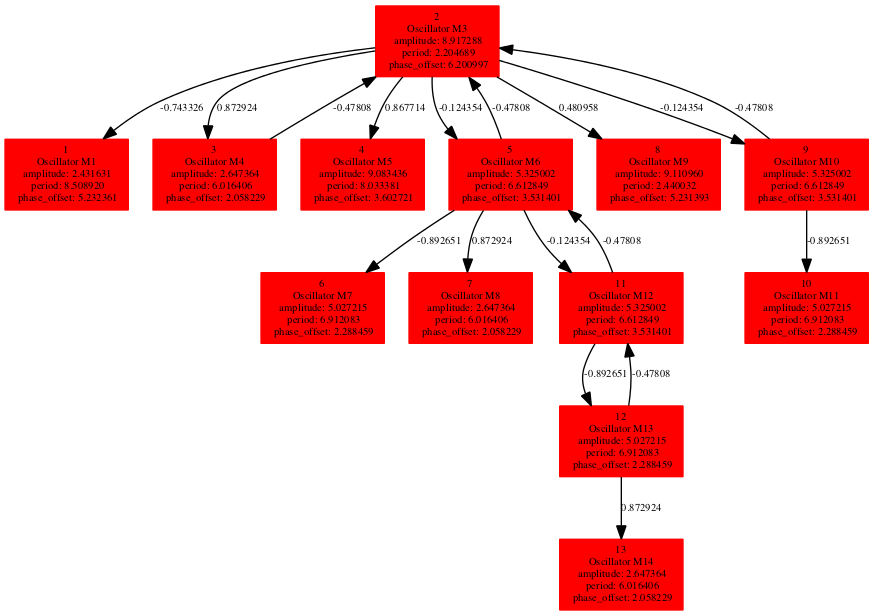 2
Oscillator M3
amplitude: 8.917288
period: 2.204689
phase_offset: 6.200997
-0.743326
0.872924
-0.47808
0.867714
-0.124354
-0.47808
0.480958
-0.124354
-0.47808
1
Oscillator M1
amplitude: 2.431631
period: 8.508920
phase_offset: 5.232361
3
Oscillator M4
amplitude: 2.647364
period: 6.016406
phase_offset: 2.058229
4
Oscillator M5
amplitude: 9.083436
period: 8.033381
phase_offset: 3.602721
5
Oscillator M6
amplitude: 5.325002
period: 6.612849
phase_offset: 3.531401
8
Oscillator M9
amplitude: 9.110960
period: 2.440032
phase_offset: 5.231393
9
Oscillator M10
amplitude: 5.325002
period: 6.612849
phase_offset: 3.531401
-0.892651
0.872924
-0.124354
-0.47808
-0.892651
6
Oscillator M7
amplitude: 5.027215
period: 6.912083
phase_offset: 2.288459
7
Oscillator M8
amplitude: 2.647364
period: 6.016406
phase_offset: 2.058229
11
Oscillator M12
amplitude: 5.325002
period: 6.612849
phase_offset: 3.531401
10
Oscillator M11
amplitude: 5.027215
period: 6.912083
phase_offset: 2.288459
-0.892651
-0.47808
12
Oscillator M13
amplitude: 5.027215
period: 6.912083
phase_offset: 2.288459
0.872924
13
Oscillator M14
amplitude: 2.647364
period: 6.016406
phase_offset: 2.058229